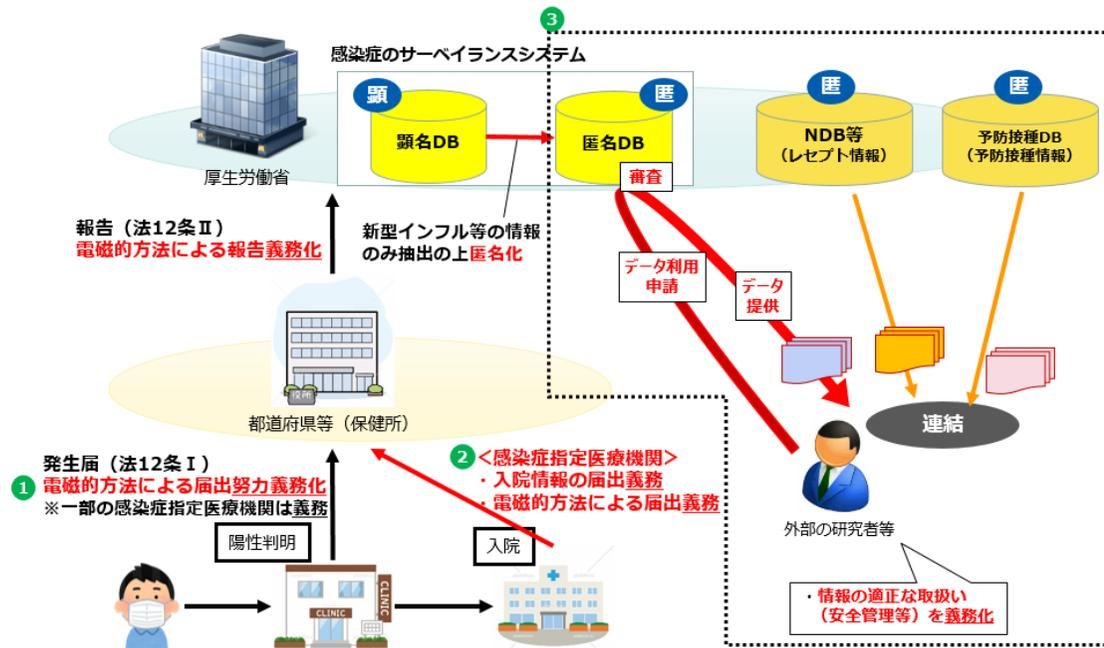 3
感染症のサーベイランスシステム
顕
匿
匿
匿
顕名DB
匿名DB
NDB等
（レセプト情報）
予防接種DB
（予防接種情報）
厚生労働省
審査
報告（法12条Ⅱ）
電磁的方法による報告義務化
新型インフル等の情報
のみ抽出の上匿名化
データ利用
申請
データ
提供
役所
都道府県等（保健所）
連結
発生届（法12条Ⅰ）
1 電磁的方法による届出努力義務化
※一部の感染症指定医療機関は義務
2 ＜感染症指定医療機関＞
・入院情報の届出義務
・電磁的方法による届出義務
陽性判明
入院
外部の研究者等
CLINIC
CLINIC
・情報の適正な取扱い
（安全管理等）を義務化